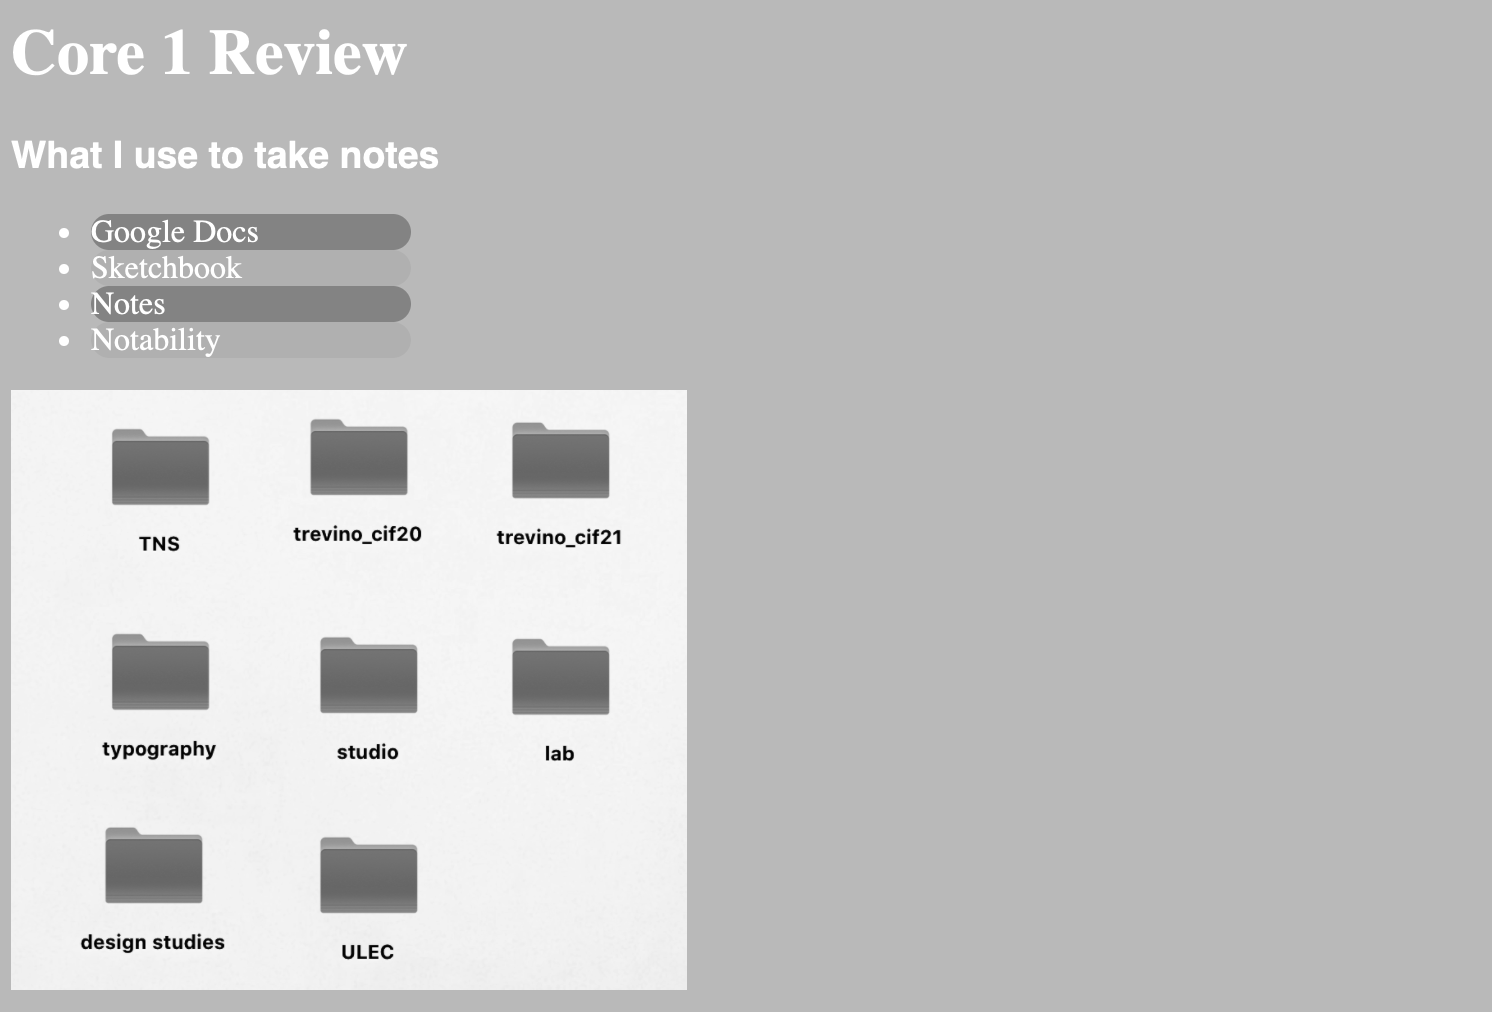 Core 1 Review
What I use to take notes
Google Docs
Sketchbook
Notes
Notability
TNS
trevino_cif20
trevino_cif21
typography
studio
lab
design studies
ULEC